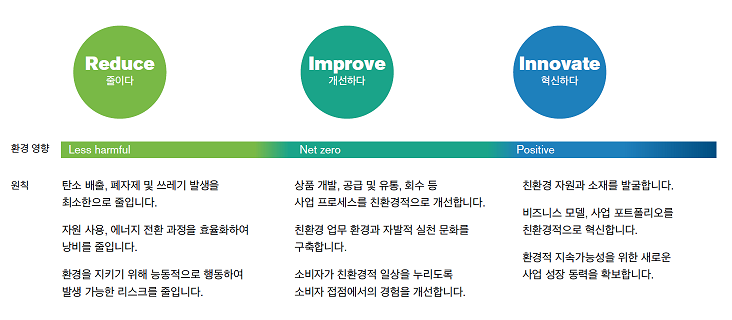 Reduce
줄이다
Improve
개선하다
Innovate
혁신하다
환경 영향
Less harmful
Net zero
Positive
원칙
탄소 배출, 폐자제 및 쓰레기 발생을
최소한으로 줄입니다.
자원 사용, 에너지 전환 과정을 효율화하여
낭비를 줄입니다.
환경을 지키기 위해 능동적으로 행동하여
발생 가능한 리스크를 줄입니다.
상품 개발, 공급 및 유통, 회수 등
사업 프로세스를 친환경적으로 개선합니다.
친환경 업무 환경과 자발적 실천 문화를
구축합니다.
소비자가 친환경적 일상을 누리도록
소비자 접점에서의 경험을 개선합니다.
친환경 자원과 소재를 발굴합니다.
비즈니스 모델, 사업 포트폴리오를
친환경적으로 혁신합니다.
환경적 지속가능성을 위한 새로운
사업 성장 동력을 확보합니다.